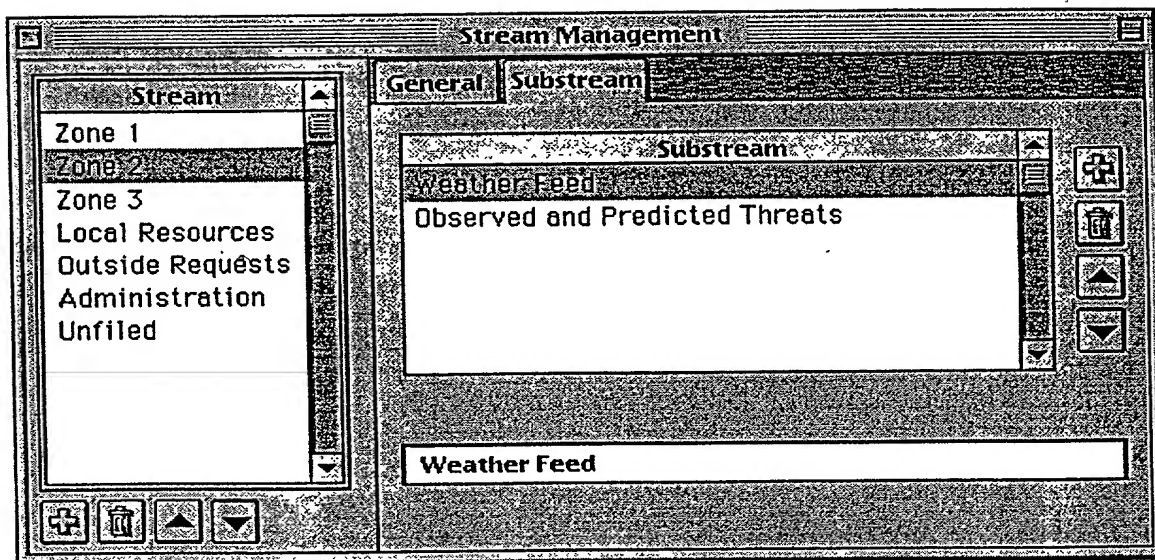 Stream Management
Stream
Zone 1
Zone 2
Zone 3
Local Resources
Outside Requests
Administration
Unfiled
General Substream
Substream
Weather Feed
Observed and Predicted Threats
Weather Feed